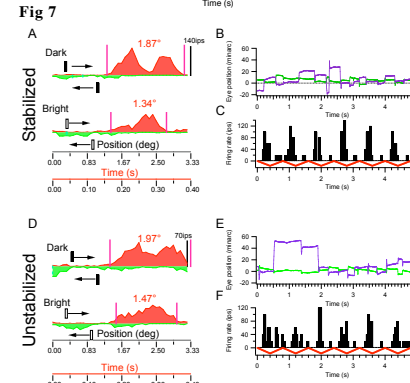 Time (s)
Fig 7
A
Stabilized
Dark
1.87°
140ips
Bright
1.34°
Position (deg)
0.00 0.83 1.67 2.50 3.33
Time (s)
0.00 0.10 0.20 0.30 0.40
B
Eye position (minarc)
60
40
20
0
-20
0 1 2 3 4
Time (s)
C
Firing rate (ips)
120
80
40
0
0 1 2 3 4
Time (s)
D
Unstabilized
Dark
1.97°
70ips
Bright
1.47°
Position (deg)
0.00 0.83 1.67 2.50 3.33
Time (s)
E
Eye position (minarc)
60
40
20
0
-20
0 1 2 3 4
Time (s)
F
Firing rate (ips)
120
80
40
0
0 1 2 3 4
Time (s)